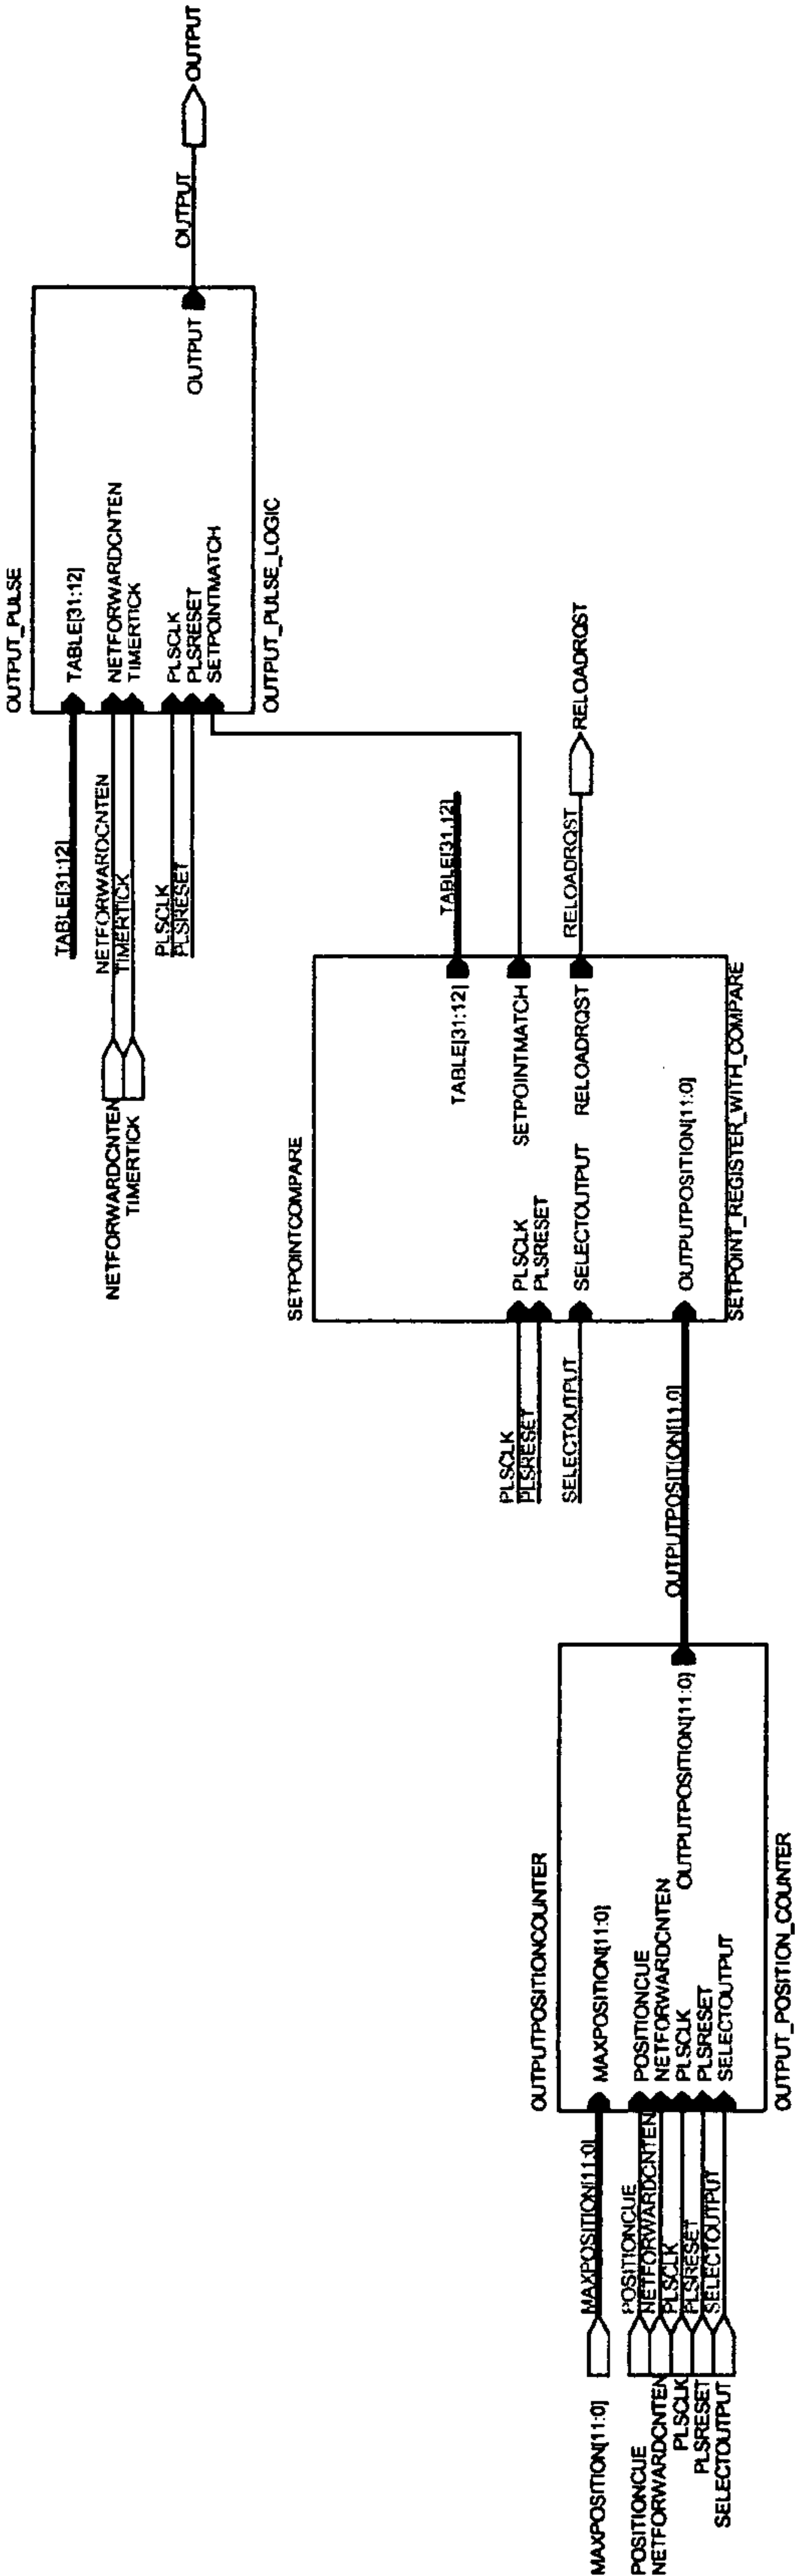 OUTPUT_PULSE
TABLE[31:12]
TABLE[31:12]
NETFORWARDCNTEN
NETFORWARDCNTEN
NETFORWARDCNTEN
TIMERTICK
TIMERTICK
TIMERTICK
PLSCLK
PLSCLK
PLSRESET
PLSRESET
SETPOINTMATCH
OUTPUT
OUTPUT
OUTPUT
OUTPUT_PULSE_LOGIC
SETPOINTCOMPARE
TABLE[31:12]
TABLE[31:12]
PLSCLK
PLSCLK
SETPOINTMATCH
PLSRESET
PLSRESET
SELECTOUTPUT
SELECTOUTPUT
RELOADRQST
RELOADRQST
RELOADRQST
OUTPUTPOSITION[11:0]
OUTPUTPOSITION[11:0]
SETPOINT_REGISTER_WITH_COMPARE
OUTPUTPOSITIONCOUNTER
MAXPOSITION[11:0]
MAXPOSITION[11:0]
MAXPOSITION[11:0]
POSITIONCUE
POSITIONCUE
POSITIONCUE
NETFORWARDCNTEN
NETFORWARDCNTEN
NETFORWARDCNTEN
PLSCLK
PLSCLK
PLSCLK
OUTPUTPOSITION[11:0]
PLSRESET
PLSRESET
PLSRESET
SELECTOUTPUT
SELECTOUTPUT
SELECTOUTPUT
OUTPUT_POSITION_COUNTER